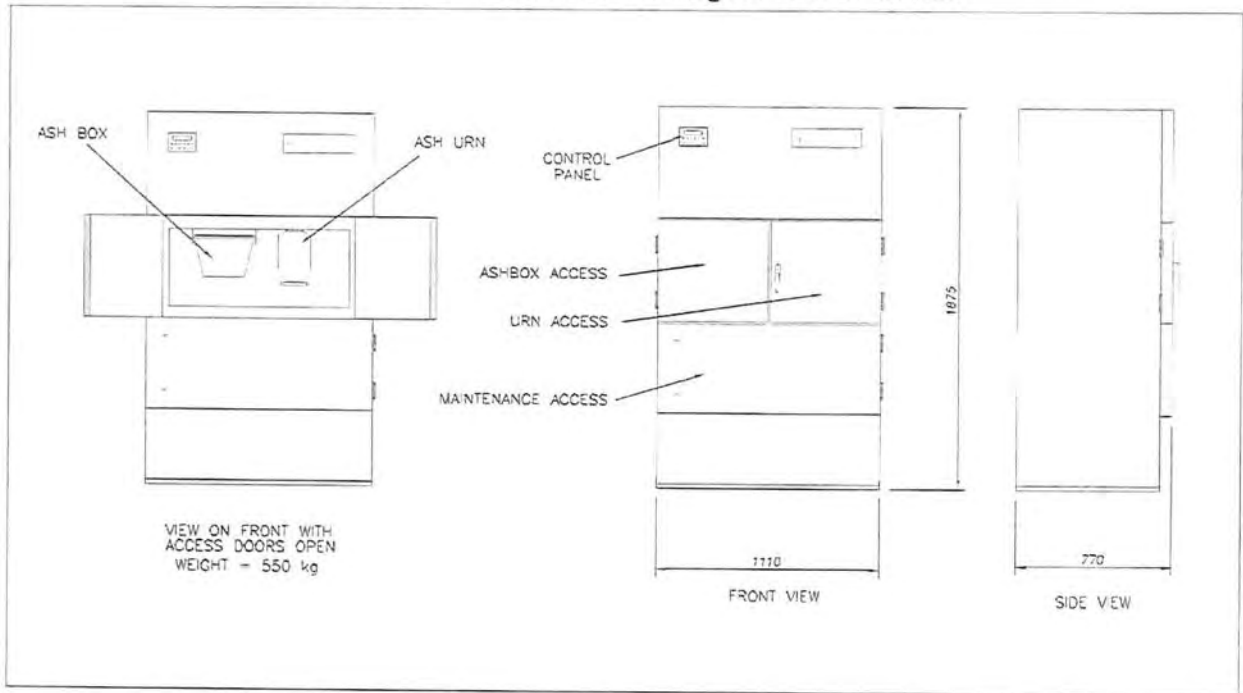 ASH BOX
ASH URN
VIEW ON FRONT WITH
ACCESS DOORS OPEN
WEIGHT = 550 kg
CONTROL
PANEL
ASHBOX ACCESS
URN ACCESS
MAINTENANCE ACCESS
1875
1110
FRONT VIEW
770
SIDE VIEW